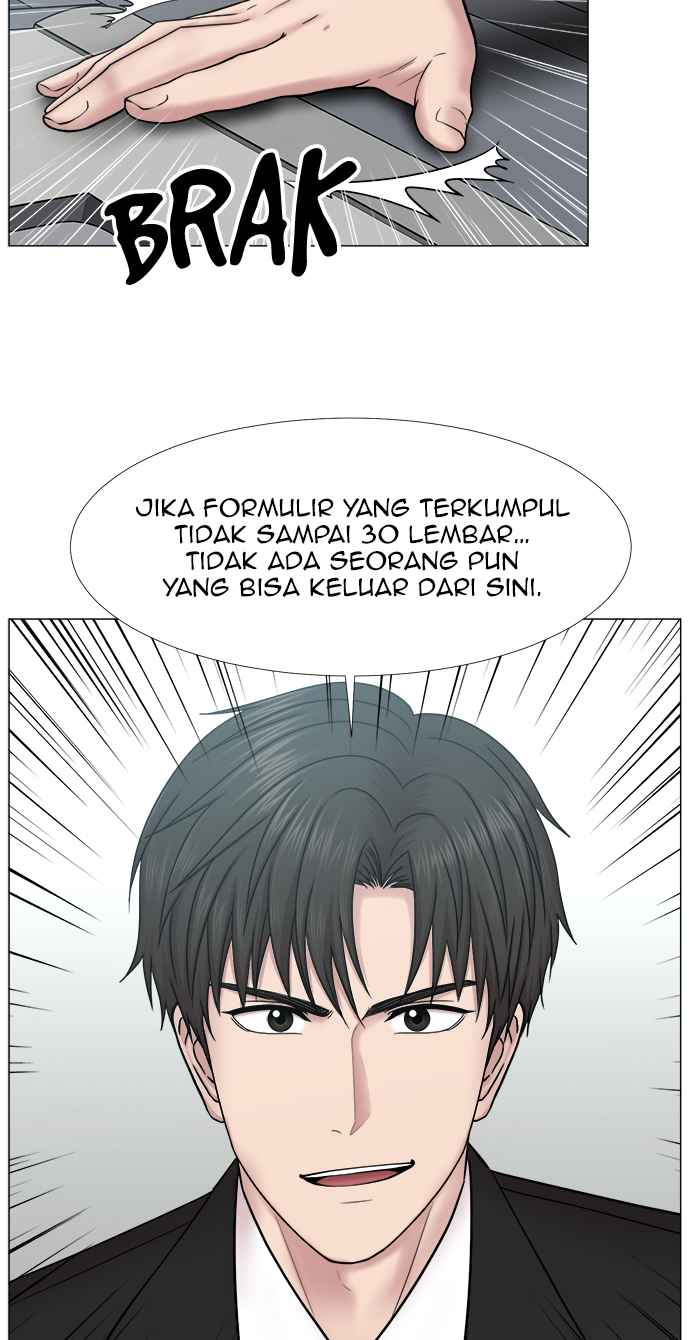 BRAK
JIKA FORMULIR YANG TERKUMPUL
TIDAK SAMPAI 30 LEMBAR...
TIDAK ADA SEORANG PUN
YANG BISA KELUAR DARI SINI.